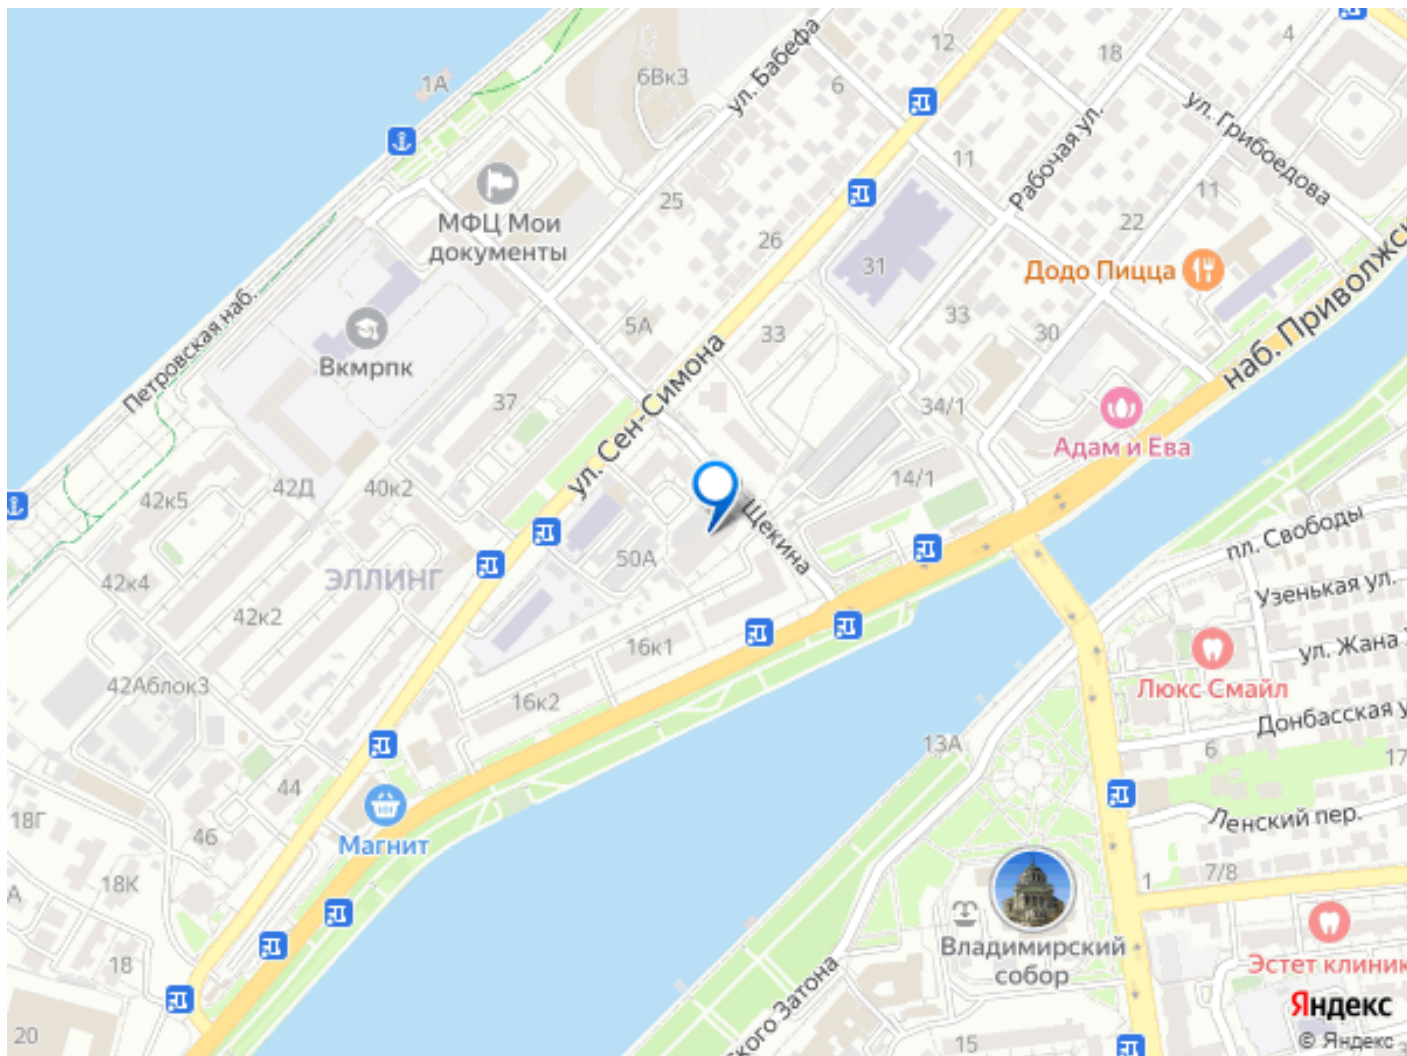 4
12
18
6Вк3
6
1А
ул. Бабефа
ул. Грибоедова
Рабочая ул.
11
11
25
МФЦ Мои
документы
22
26
31
Додо Пицца
Петровская наб.
5А
33
33
30
наб. Приволжск
Вкмрпк
ул. Сен-Симона
37
34/1
Адам и Ева
14/1
42к5
42Д
40к2
Щекина
пл. Свободы
50А
42к4
ЭЛЛИНГ
Узенькая ул.
42к2
16к1
ул. Жана
42Аблок3
Люкс Смайл
16к2
Донбасская у
13А
6
17
44
18Г
46
Магнит
Ленский пер.
18К
А
7/8
1
Владимирский
собор
18
Эстет клиник
кого Затона
Яндекс
20
15
© Яндекс
3